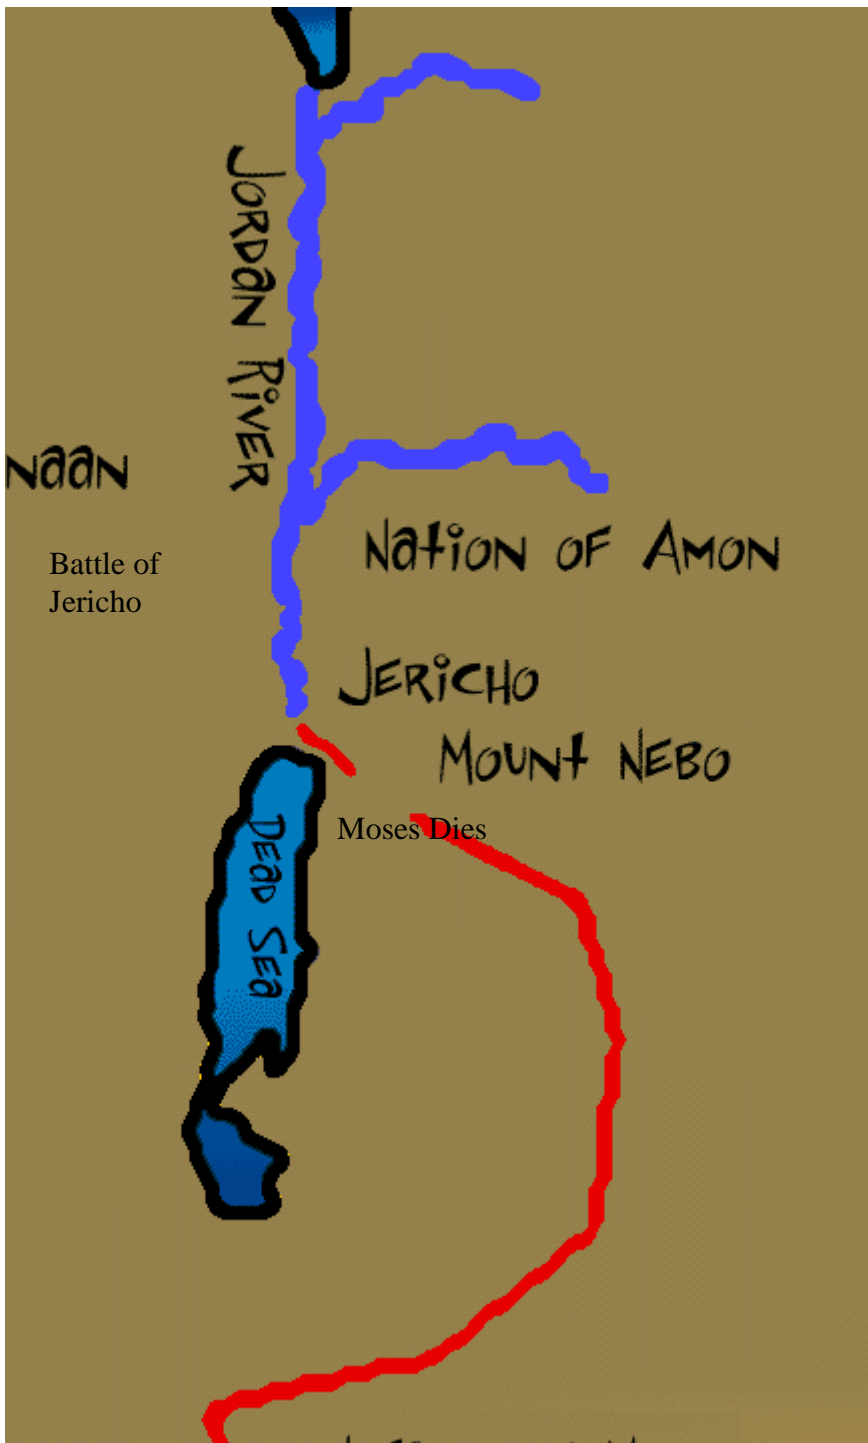 JORDAN RIVER
NAAN
Battle of
Jericho
NATION OF AMON
JERICHO
MOUNT NEBO
Moses Dies
DEAD SEA